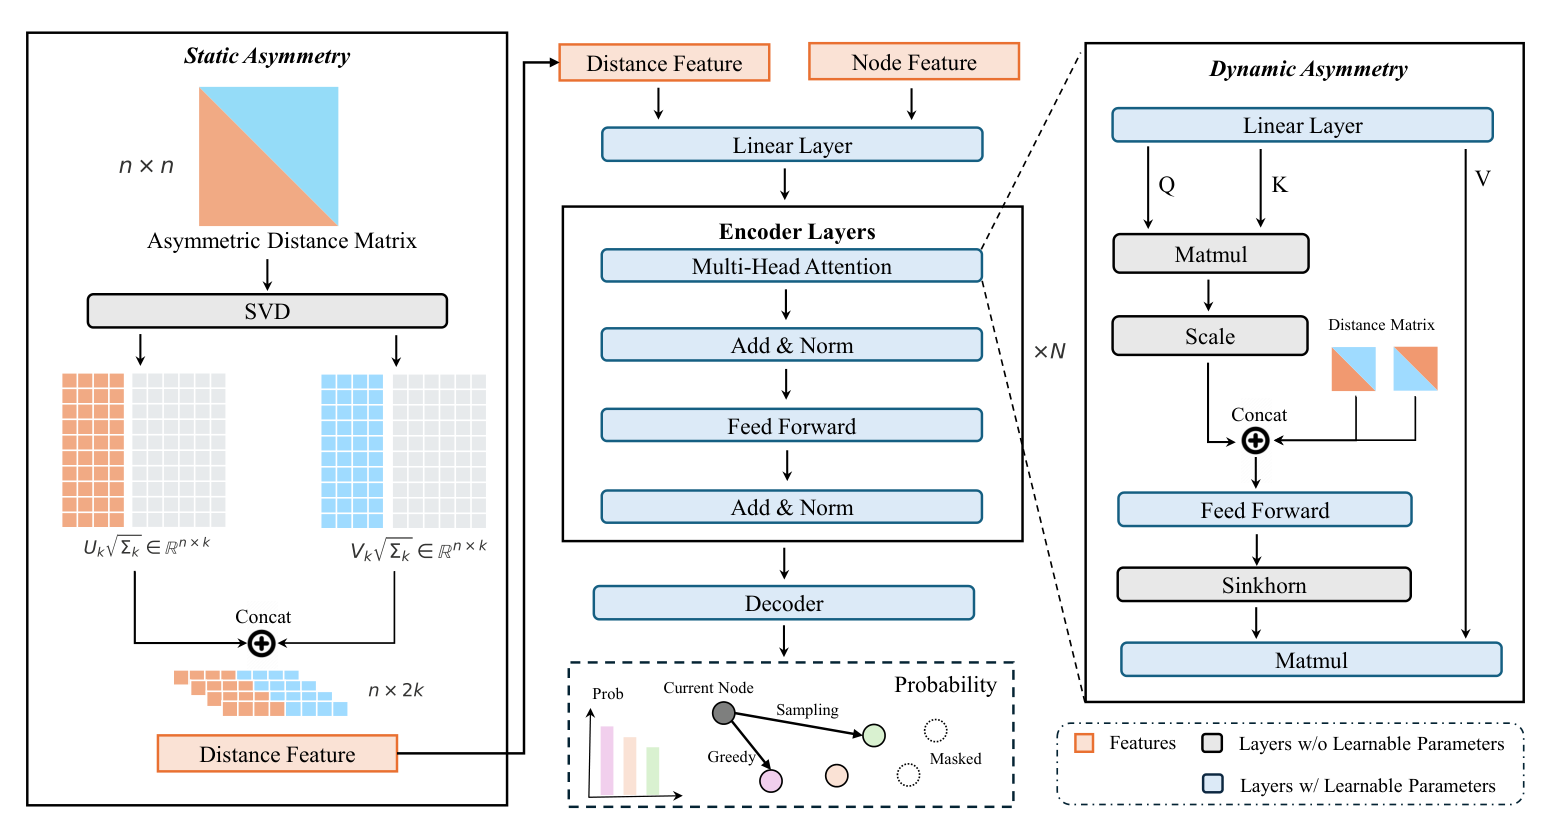 Static Asymmetry
n × n
Asymmetric Distance Matrix
SVD
U_k√Σ_k ∈ ℝ^{n×k}
V_k√Σ_k ∈ ℝ^{n×k}
Concat
n × 2k
Distance Feature
Distance Feature
Node Feature
Linear Layer
Encoder Layers
Multi-Head Attention
Add & Norm
Feed Forward
Add & Norm
×N
Decoder
Probability
Prob
Current Node
Sampling
Greedy
Masked
Dynamic Asymmetry
Linear Layer
Q
K
V
Matmul
Scale
Distance Matrix
Concat
Feed Forward
Sinkhorn
Matmul
Features
Layers w/o Learnable Parameters
Layers w/ Learnable Parameters